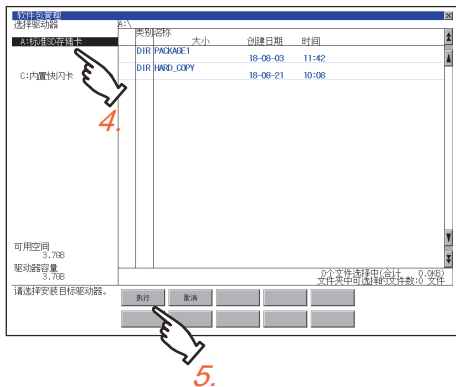 软件包管理
选择驱动器
A:\
A:标准SD存储卡
C:内置快闪卡
类别 名称
大小 创建日期 时间
DIR PACKAGE1
18-08-03 11:42
DIR HARD_COPY
18-08-21 10:08
4.
可用空间
3.7GB
驱动器容量
3.7GB
0个文件选择中(合计 0.0KB)
文件夹中可选择的文件数:0 文件
请选择安装目标驱动器。
执行 取消
5.